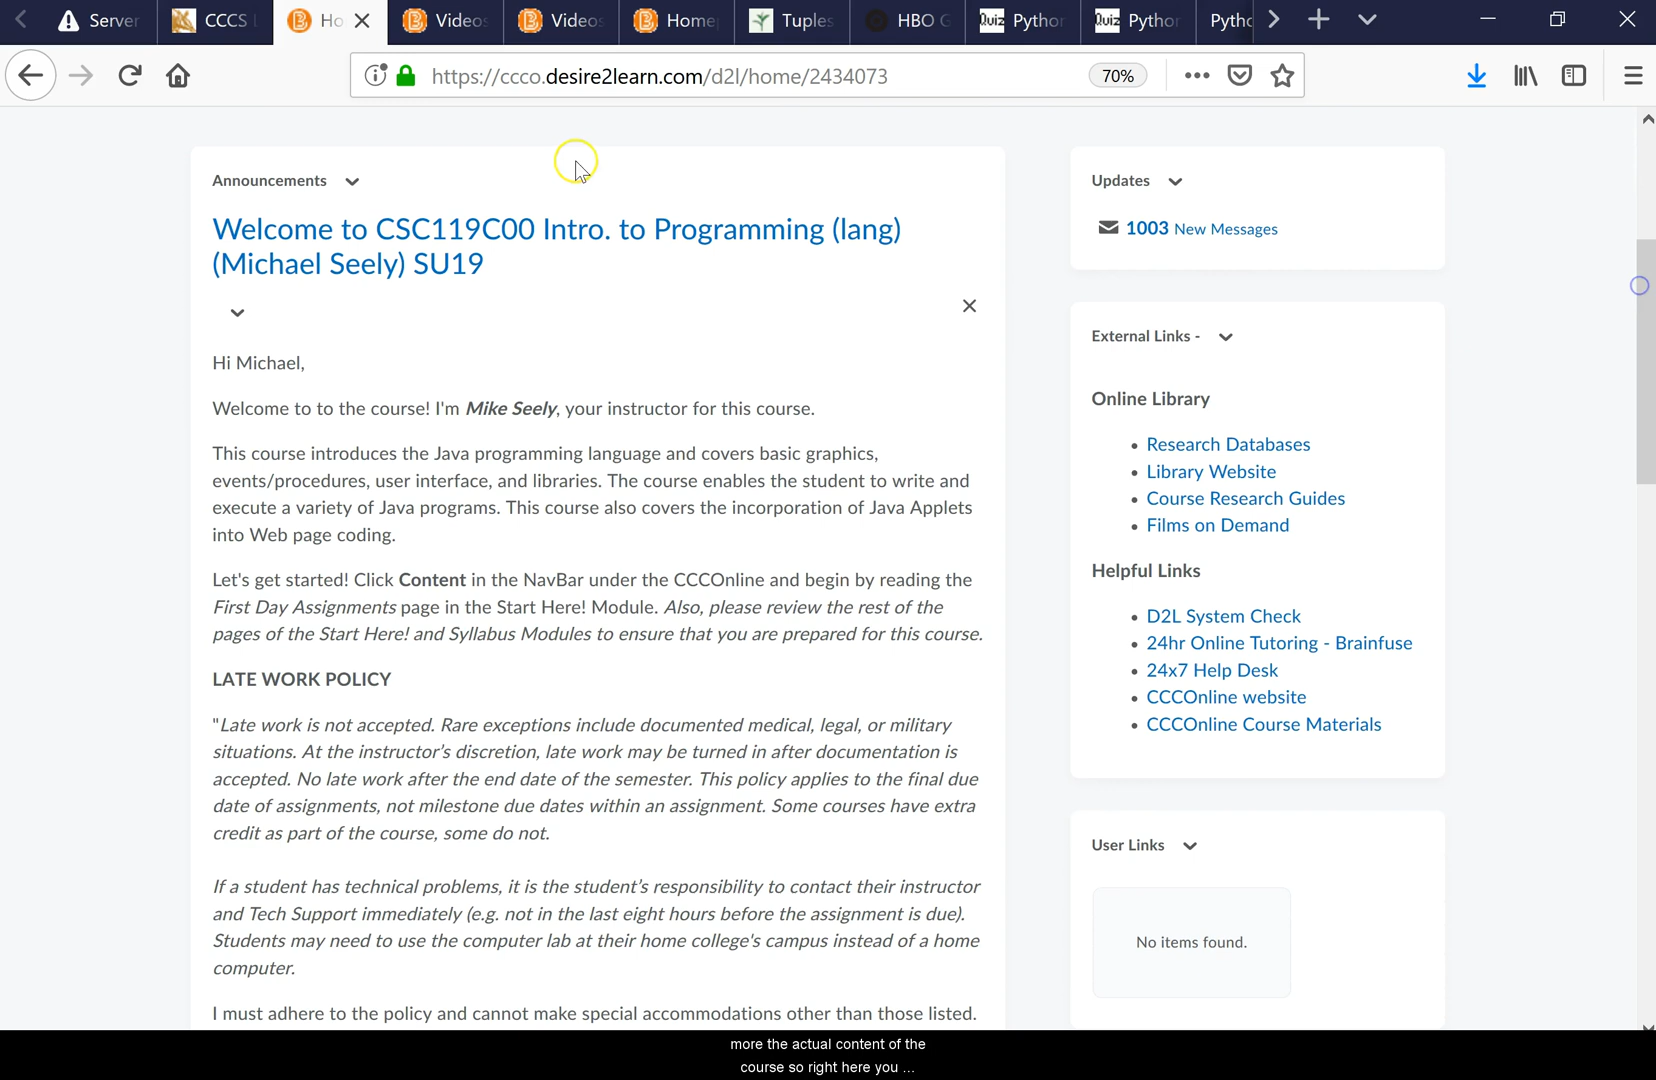 Server
CCCS
Ho
Videos
Videos
Home
Tuples
HBO G
Quiz Python
Quiz Python
Pytho
https://ccco.desire2learn.com/d2l/home/2434073
70%
Announcements
Welcome to CSC119C00 Intro. to Programming (lang)
(Michael Seely) SU19
Hi Michael,
Welcome to to the course! I'm Mike Seely, your instructor for this course.
This course introduces the Java programming language and covers basic graphics,
events/procedures, user interface, and libraries. The course enables the student to write and
execute a variety of Java programs. This course also covers the incorporation of Java Applets
into Web page coding.
Let's get started! Click Content in the NavBar under the CCCOnline and begin by reading the
First Day Assignments page in the Start Here! Module. Also, please review the rest of the
pages of the Start Here! and Syllabus Modules to ensure that you are prepared for this course.
LATE WORK POLICY
"Late work is not accepted. Rare exceptions include documented medical, legal, or military
situations. At the instructor's discretion, late work may be turned in after documentation is
accepted. No late work after the end date of the semester. This policy applies to the final due
date of assignments, not milestone due dates within an assignment. Some courses have extra
credit as part of the course, some do not.
If a student has technical problems, it is the student's responsibility to contact their instructor
and Tech Support immediately (e.g. not in the last eight hours before the assignment is due).
Students may need to use the computer lab at their home college's campus instead of a home
computer.
I must adhere to the policy and cannot make special accommodations other than those listed.
Updates
1003 New Messages
External Links -
Online Library
Research Databases
Library Website
Course Research Guides
Films on Demand
Helpful Links
D2L System Check
24hr Online Tutoring - Brainfuse
24x7 Help Desk
CCCOnline website
CCCOnline Course Materials
User Links
No items found.
more the actual content of the
course so right here you ...